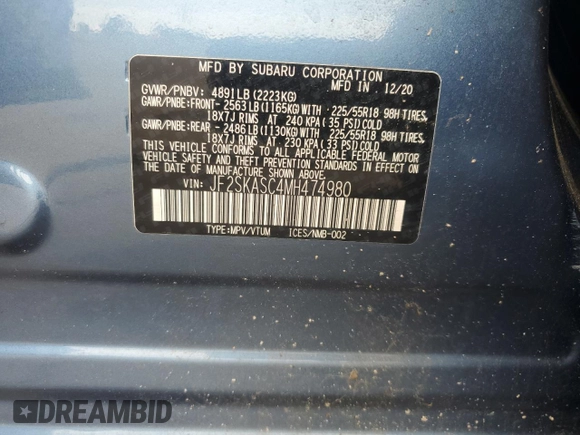 MFD BY SUBARU CORPORATION
MFD IN 12/20
GVWR/PNBV: 4891LB (2223KG)
GAWR/PNBE:FRONT- 2563LB(1165KG)WITH 225/55R18 98H TIRES,
18X7J RIMS AT 240 KPA (35 PSI)COLD
GAWR/PNBE:REAR - 2486LB(1130KG)WITH 225/55R18 98H TIRES,
18X7J RIMS AT 230 KPA (33 PSI)COLD
THIS VEHICLE CONFORMS TO ALL APPLICABLE FEDERAL MOTOR
VEHICLE SAFETY AND THEFT PREVENTION STANDARDS IN EFFECT ON
THE DATE OF MANUFACTURE SHOWN ABOVE.
VIN: JF2SKASC4MH474980
TYPE:MPV/VTUM ICES/NMB-002
DREAMBID